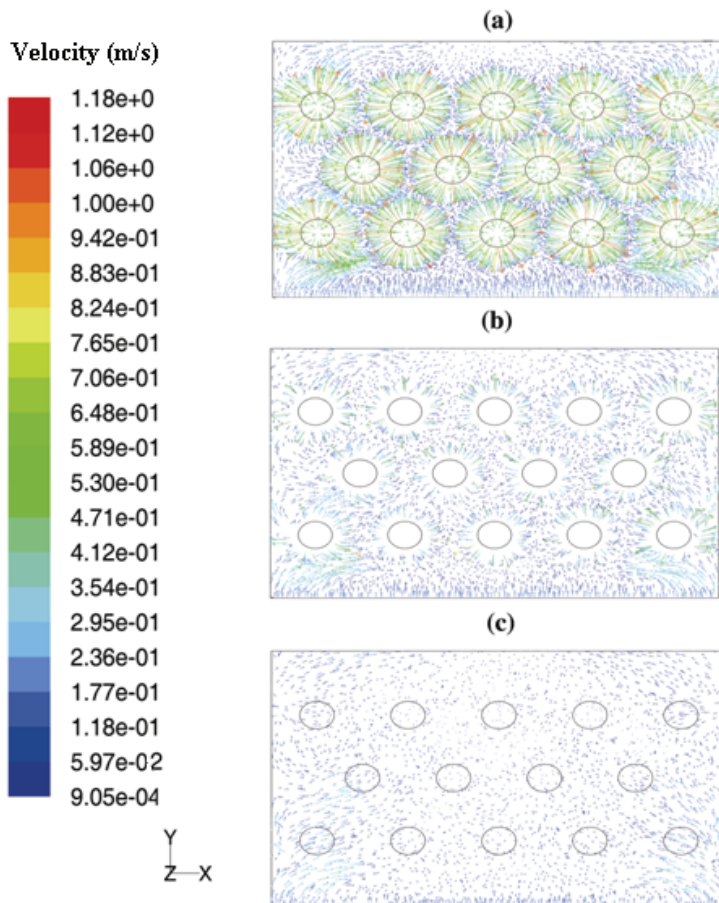 (a)
Velocity (m/s)
1.18e+0
1.12e+0
1.06e+0
1.00e+0
9.42e-01
8.83e-01
8.24e-01
7.65e-01
7.06e-01
6.48e-01
5.89e-01
5.30e-01
4.71e-01
4.12e-01
3.54e-01
2.95e-01
2.36e-01
1.77e-01
1.18e-01
5.97e-02
9.05e-04
(b)
(c)
Y
Z X